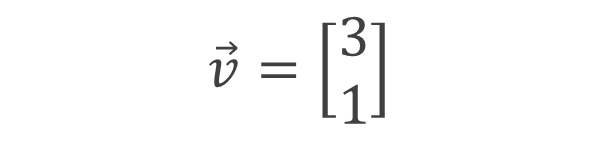 v⃗ = [3
1]